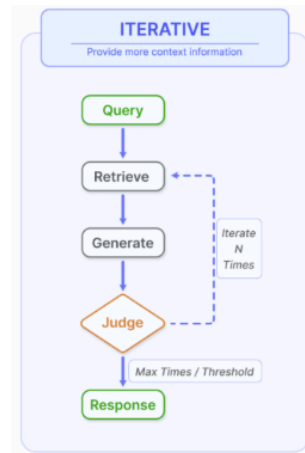 ITERATIVE
Provide more context information
Query
Retrieve
Generate
Iterate
N
Times
Judge
Max Times / Threshold
Response